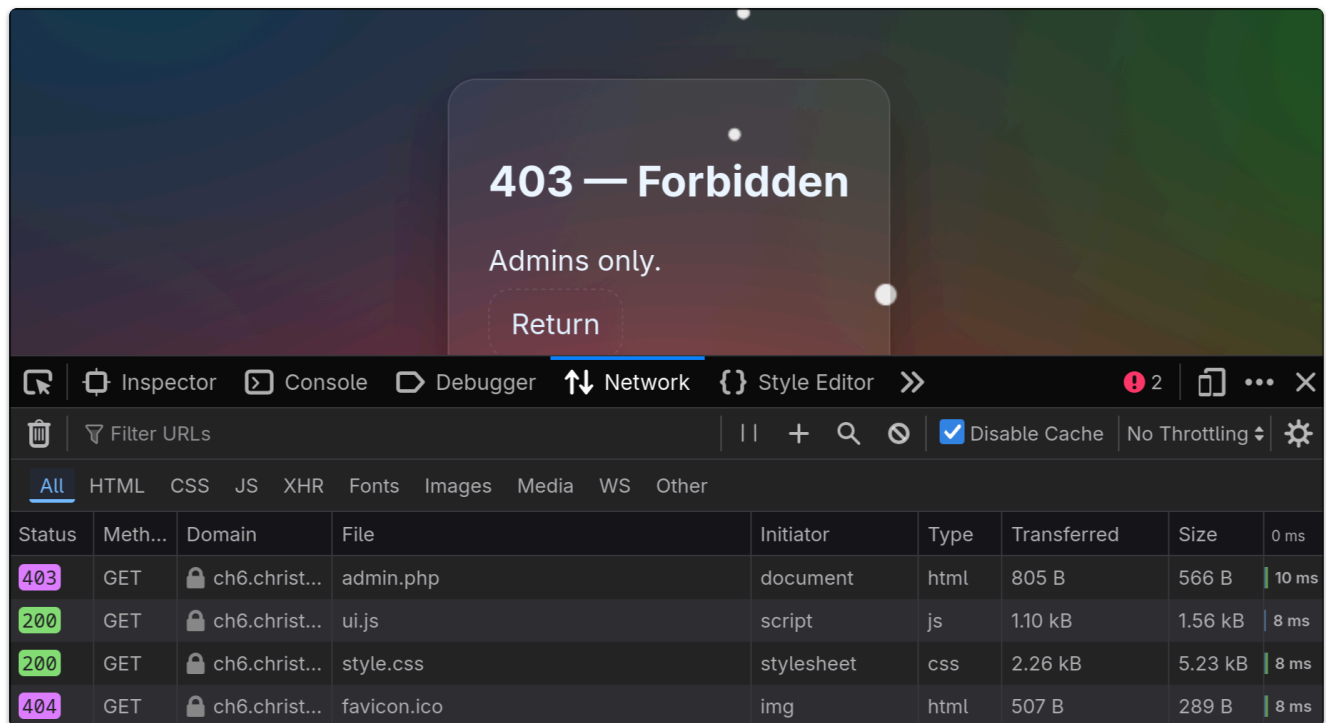 403 — Forbidden
Admins only.
Return
Inspector Console Debugger Network Style Editor 2
Filter URLs Disable Cache No Throttling
All HTML CSS JS XHR Fonts Images Media WS Other
Status Meth... Domain File Initiator Type Transferred Size 0 ms
403 GET ch6.christ... admin.php document html 805 B 566 B 10 ms
200 GET ch6.christ... ui.js script js 1.10 kB 1.56 kB 8 ms
200 GET ch6.christ... style.css stylesheet css 2.26 kB 5.23 kB 8 ms
404 GET ch6.christ... favicon.ico img html 507 B 289 B 8 ms